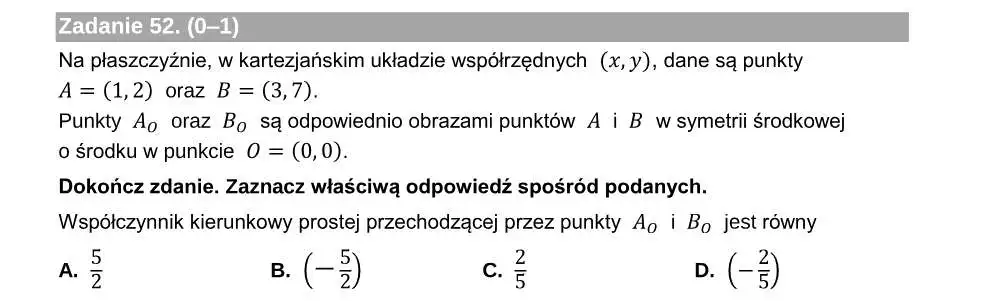 Zadanie 52. (0–1)
Na płaszczyźnie, w kartezjańskim układzie współrzędnych (x, y), dane są punkty
A = (1, 2) oraz B = (3, 7).
Punkty A_O oraz B_O są odpowiednio obrazami punktów A i B w symetrii środkowej
o środku w punkcie O = (0, 0).
Dokończ zdanie. Zaznacz właściwą odpowiedź spośród podanych.
Współczynnik kierunkowy prostej przechodzącej przez punkty A_O i B_O jest równy
A. 5/2 B. (−5/2) C. 2/5 D. (−2/5)